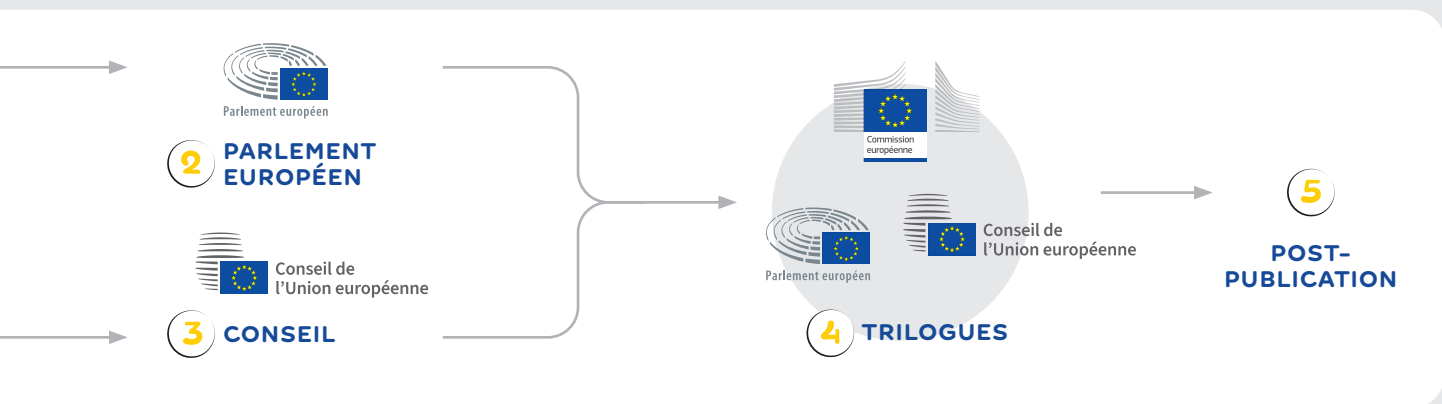 Parlement européen
2 PARLEMENT
EUROPÉEN
Conseil de
l'Union européenne
3 CONSEIL
Commission
européenne
Parlement européen
Conseil de
l'Union européenne
4 TRILOGUES
5
POST-
PUBLICATION